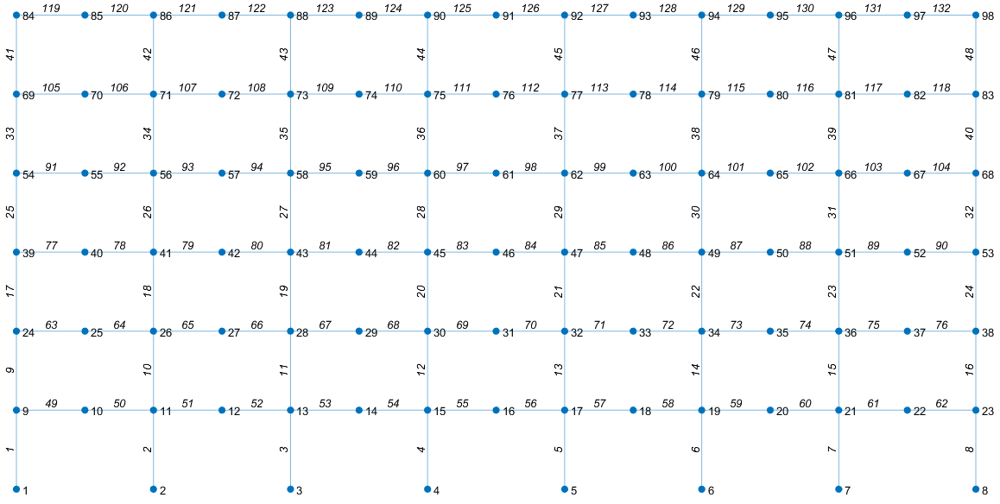 119 120 121 122 123 124 125 126 127 128 129 130 131 132
84 85 86 87 88 89 90 91 92 93 94 95 96 97 98
41 42 43 44 45 46 47 48
105 106 107 108 109 110 111 112 113 114 115 116 117 118
69 70 71 72 73 74 75 76 77 78 79 80 81 82 83
33 34 35 36 37 38 39 40
91 92 93 94 95 96 97 98 99 100 101 102 103 104
54 55 56 57 58 59 60 61 62 63 64 65 66 67 68
25 26 27 28 29 30 31 32
77 78 79 80 81 82 83 84 85 86 87 88 89 90
39 40 41 42 43 44 45 46 47 48 49 50 51 52 53
17 18 19 20 21 22 23 24
63 64 65 66 67 68 69 70 71 72 73 74 75 76
24 25 26 27 28 29 30 31 32 33 34 35 36 37 38
9 10 11 12 13 14 15 16
49 50 51 52 53 54 55 56 57 58 59 60 61 62
9 10 11 12 13 14 15 16 17 18 19 20 21 22 23
1 2 3 4 5 6 7 8
1 2 3 4 5 6 7 8